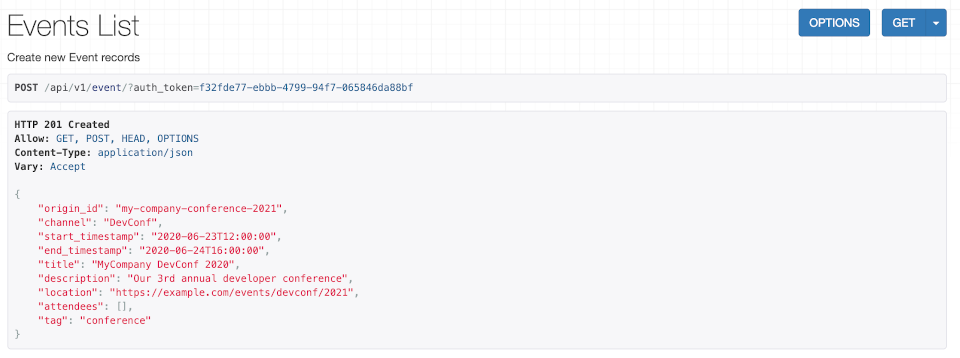 Events List
OPTIONS
GET
Create new Event records
POST /api/v1/event/?auth_token=f32fde77-ebbb-4799-94f7-065846da88bf
HTTP 201 Created
Allow: GET, POST, HEAD, OPTIONS
Content-Type: application/json
Vary: Accept
{
    "origin_id": "my-company-conference-2021",
    "channel": "DevConf",
    "start_timestamp": "2020-06-23T12:00:00",
    "end_timestamp": "2020-06-24T16:00:00",
    "title": "MyCompany DevConf 2020",
    "description": "Our 3rd annual developer conference",
    "location": "https://example.com/events/devconf/2021",
    "attendees": [],
    "tag": "conference"
}